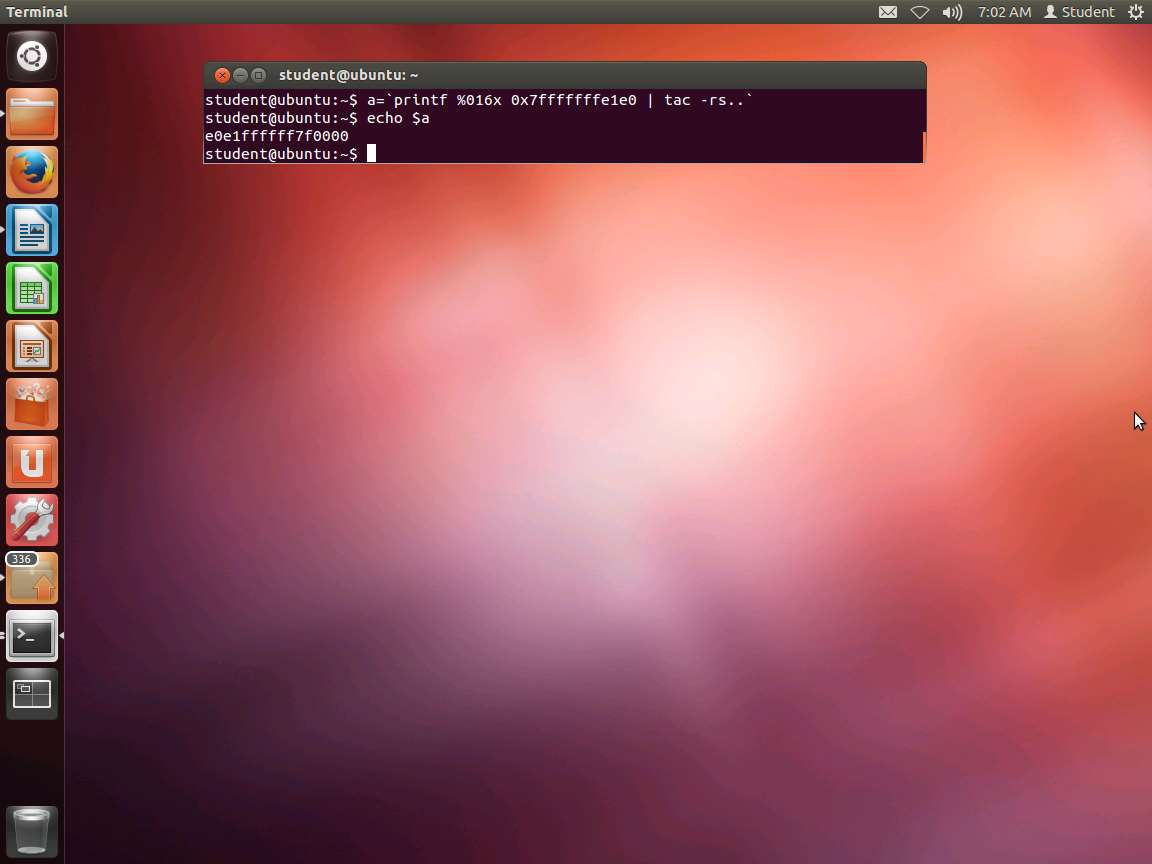 Terminal
7:02 AM
Student
student@ubuntu: ~
student@ubuntu:~$ a=`printf %016x 0x7fffffffe1e0 | tac -rs..`
student@ubuntu:~$ echo $a
e0e1ffffff7f0000
student@ubuntu:~$
336
>_